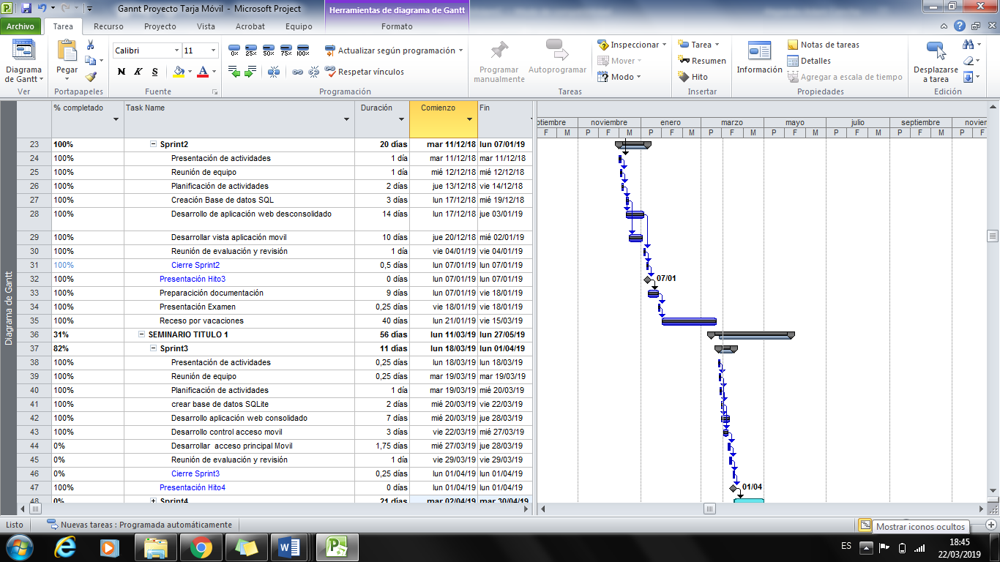 Gannt Proyecto Tarja Móvil - Microsoft Project
Herramientas de diagrama de Gantt
Archivo Tarea Recurso Proyecto Vista Acrobat Equipo Formato
Diagrama de Gantt
Ver
Pegar
Portapapeles
Calibri 11
N K S
Fuente
0% 25% 50% 75% 100%
Actualizar según programación
Respetar vínculos
Programación
Programar manualmente
Autoprogramar
Inspeccionar
Mover
Modo
Tareas
Tarea
Resumen
Hito
Insertar
Información
Notas de tareas
Detalles
Agregar a escala de tiempo
Propiedades
Desplazarse a tarea
Edición
% completado Task Name Duración Comienzo Fin
otiembre noviembre enero marzo mayo julio septiembre novier
F M P F M P F M P F M P F M P F M P F M P F
23 100% Sprint2 20 días mar 11/12/18 lun 07/01/19
24 100% Presentación de actividades 1 día mar 11/12/18 mar 11/12/18
25 100% Reunión de equipo 1 día mié 12/12/18 mié 12/12/18
26 100% Planificación de actividades 2 días jue 13/12/18 vie 14/12/18
27 100% Creación Base de datos SQL 3 días lun 17/12/18 mié 19/12/18
28 100% Desarrollo de aplicación web desconsolidado 14 días lun 17/12/18 jue 03/01/19
29 100% Desarrollar vista aplicación movil 10 días jue 20/12/18 mié 02/01/19
30 100% Reunión de evaluación y revisión 1 día vie 04/01/19 vie 04/01/19
31 100% Cierre Sprint2 0,5 días lun 07/01/19 lun 07/01/19
32 100% Presentación Hito3 0 días lun 07/01/19 lun 07/01/19 07/01
33 100% Preparacición documentación 9 días lun 07/01/19 vie 18/01/19
34 100% Presentación Examen 0,25 días vie 18/01/19 vie 18/01/19
35 100% Receso por vacaciones 40 días lun 21/01/19 vie 15/03/19
36 31% SEMINARIO TITULO 1 56 días lun 11/03/19 lun 27/05/19
37 82% Sprint3 11 días lun 18/03/19 lun 01/04/19
38 100% Presentación de actividades 0,25 días lun 18/03/19 lun 18/03/19
39 100% Reunión de equipo 0,25 días mar 19/03/19 mar 19/03/19
40 100% Planificación de actividades 1 día mar 19/03/19 mié 20/03/19
41 100% crear base de datos SQLite 2 días mié 20/03/19 vie 22/03/19
42 100% Desarrollo aplicación web consolidado 7 días mié 20/03/19 jue 28/03/19
43 100% Desarrollo control acceso movil 3 días vie 22/03/19 mié 27/03/19
44 0% Desarrollar acceso principal Movil 1,75 días mié 27/03/19 jue 28/03/19
45 0% Reunión de evaluación y revisión 1 día vie 29/03/19 vie 29/03/19
46 0% Cierre Sprint3 0,25 días lun 01/04/19 lun 01/04/19
47 100% Presentación Hito4 0 días lun 01/04/19 lun 01/04/19 01/04
48 0% Sprint4 21 días mar 02/04/19 mar 30/04/19
Diagrama de Gantt
Listo Nuevas tareas : Programada automáticamente
Mostrar iconos ocultos
ES 18:45
22/03/2019